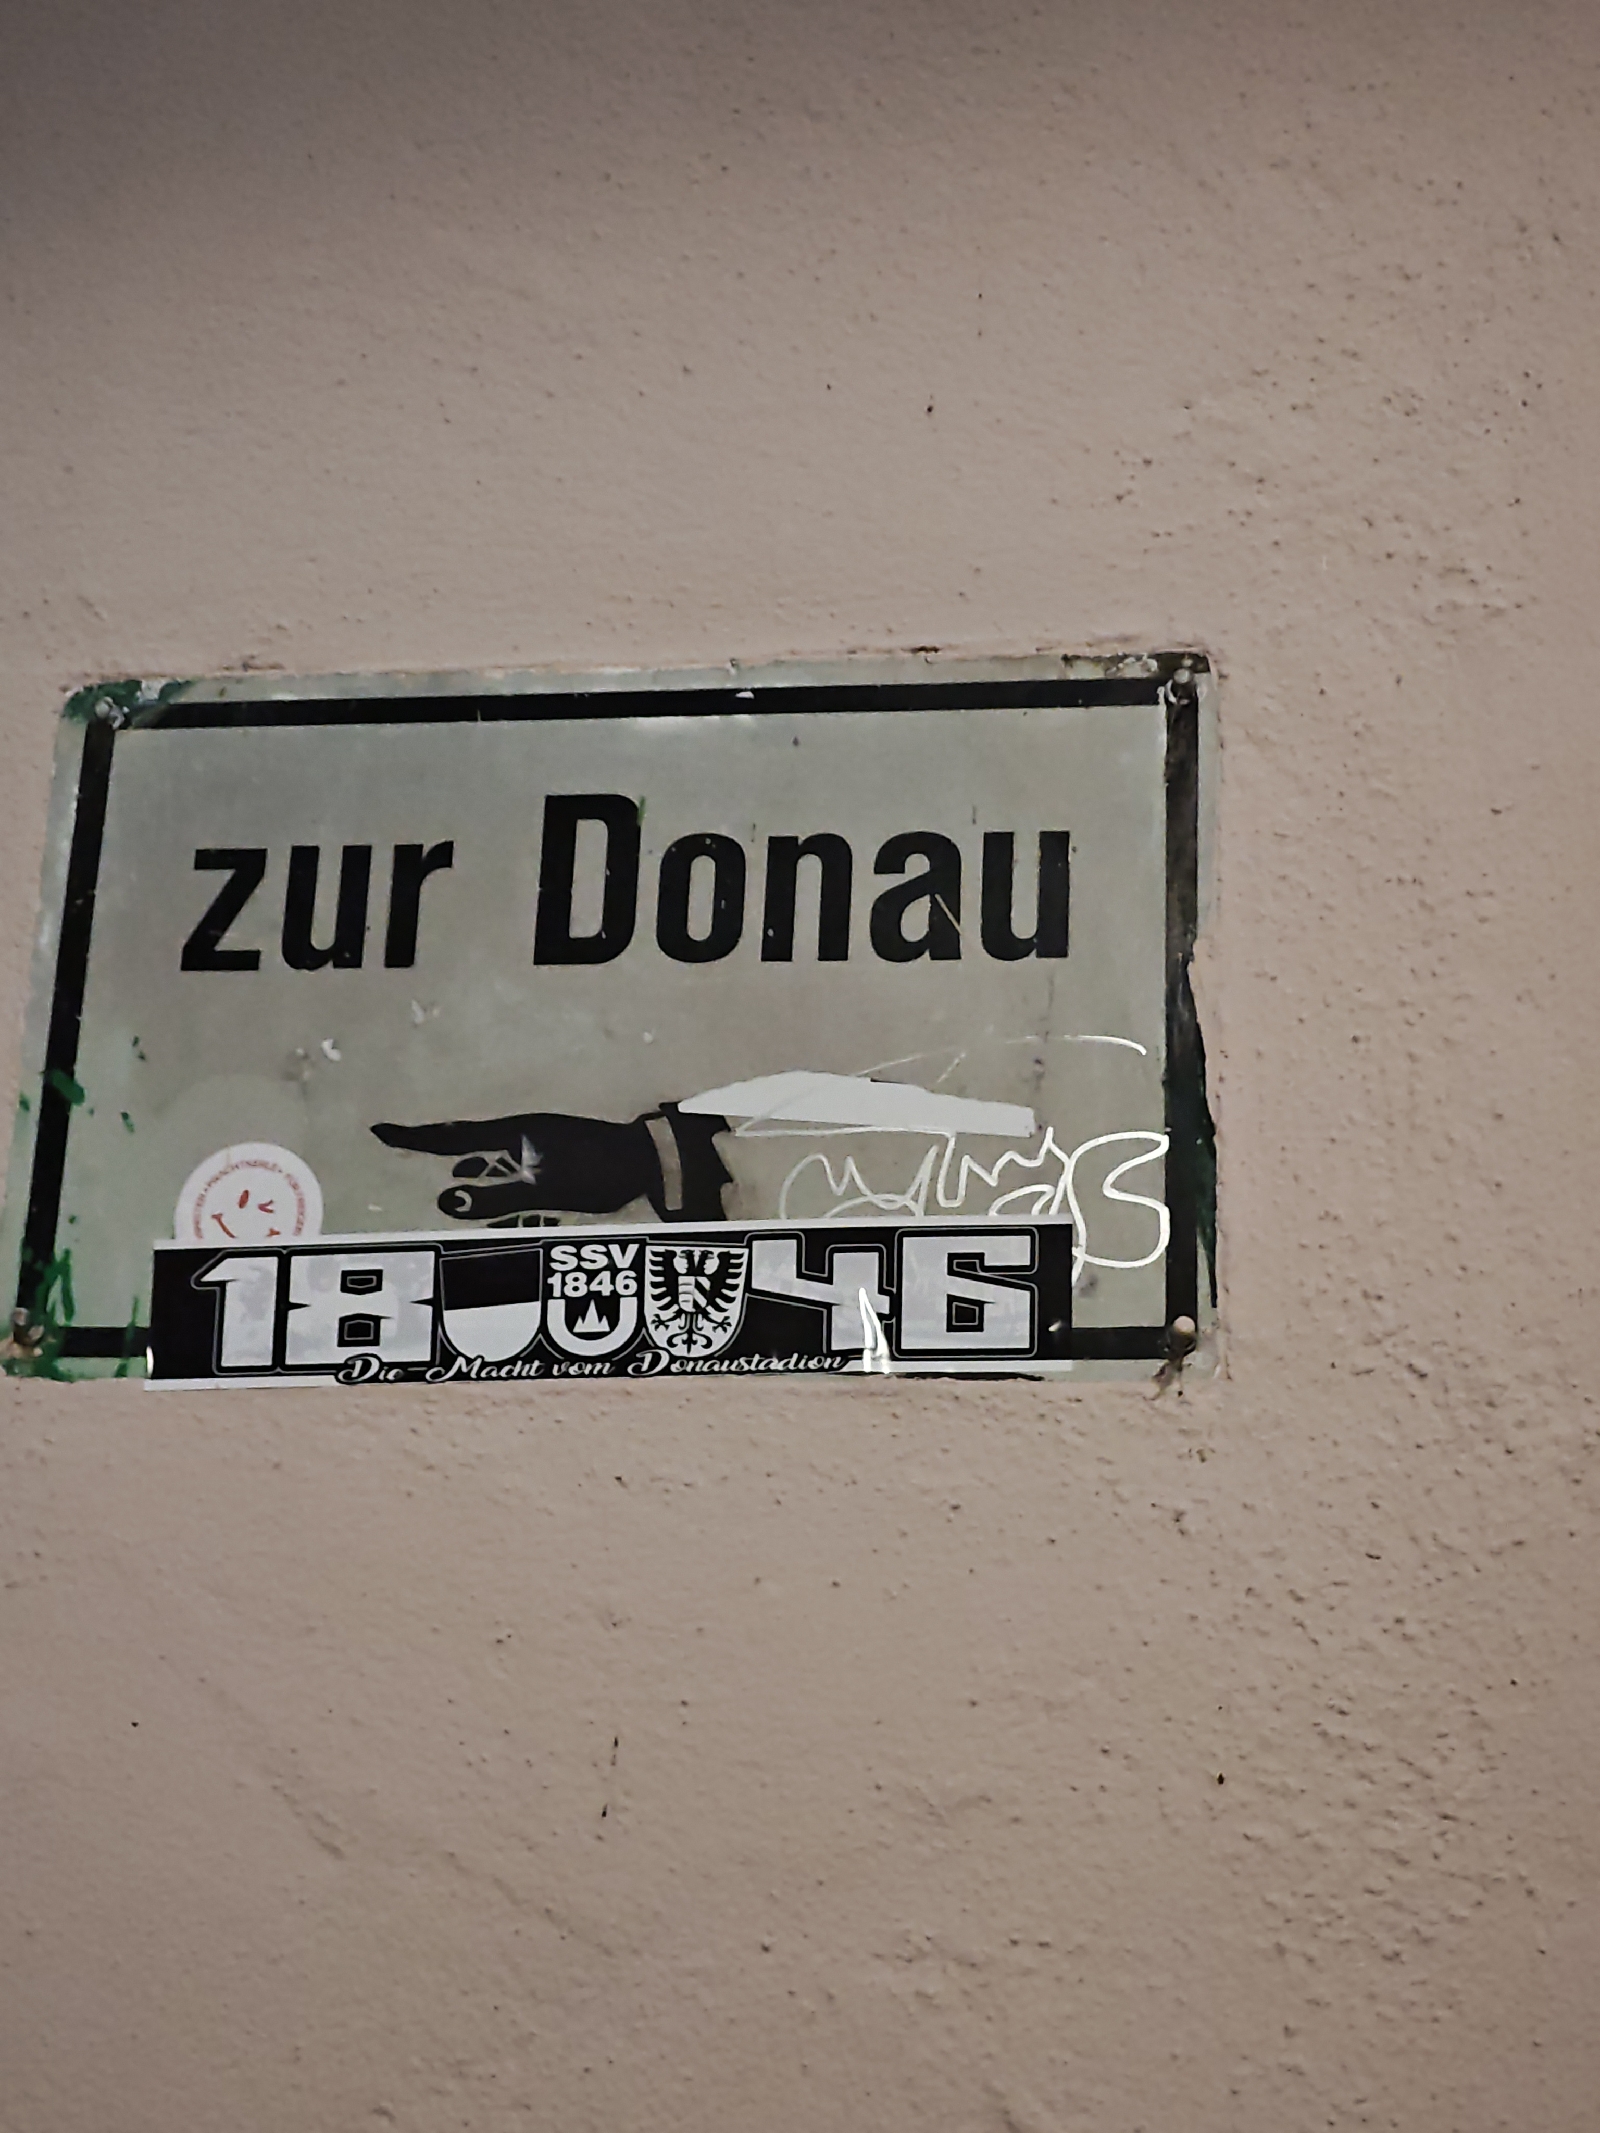 zur Donau
18 SSV 46
1846
Die Macht vom Donaustadion